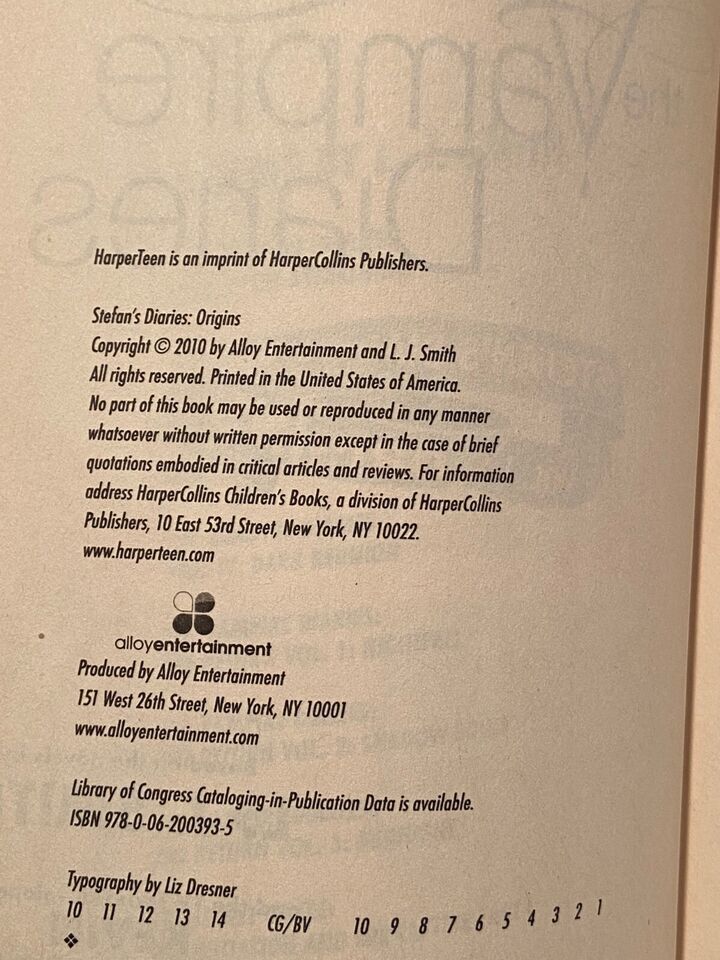 the Vampire
Diaries
HarperTeen is an imprint of HarperCollins Publishers.
Stefan's Diaries: Origins
Copyright © 2010 by Alloy Entertainment and L. J. Smith
All rights reserved. Printed in the United States of America.
No part of this book may be used or reproduced in any manner
whatsoever without written permission except in the case of brief
quotations embodied in critical articles and reviews. For information
address HarperCollins Children's Books, a division of HarperCollins
Publishers, 10 East 53rd Street, New York, NY 10022.
www.harperteen.com
alloyentertainment
Produced by Alloy Entertainment
151 West 26th Street, New York, NY 10001
www.alloyentertainment.com
Library of Congress Cataloging-in-Publication Data is available.
ISBN 978-0-06-200393-5
Typography by Liz Dresner
10 11 12 13 14 CG/BV 10 9 8 7 6 5 4 3 2 1